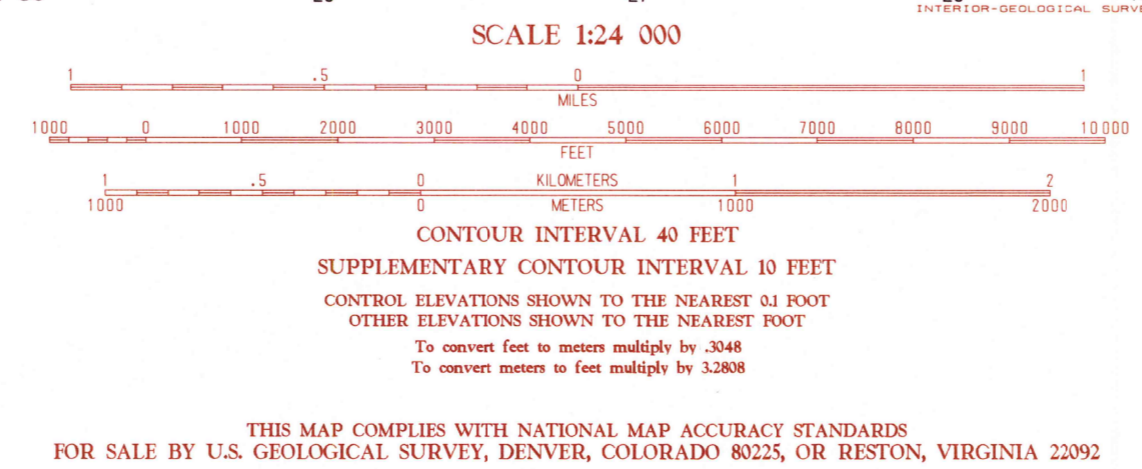 INTERIOR-GEOLOGICAL SURVE
SCALE 1:24 000
1 .5 0 1
MILES
1000 0 1000 2000 3000 4000 5000 6000 7000 8000 9000 10 000
FEET
1 .5 0 KILOMETERS 1 2
1000 0 METERS 1000 2000
CONTOUR INTERVAL 40 FEET
SUPPLEMENTARY CONTOUR INTERVAL 10 FEET
CONTROL ELEVATIONS SHOWN TO THE NEAREST 0.1 FOOT
OTHER ELEVATIONS SHOWN TO THE NEAREST FOOT
To convert feet to meters multiply by .3048
To convert meters to feet multiply by 3.2808
THIS MAP COMPLIES WITH NATIONAL MAP ACCURACY STANDARDS
FOR SALE BY U.S. GEOLOGICAL SURVEY, DENVER, COLORADO 80225, OR RESTON, VIRGINIA 22092